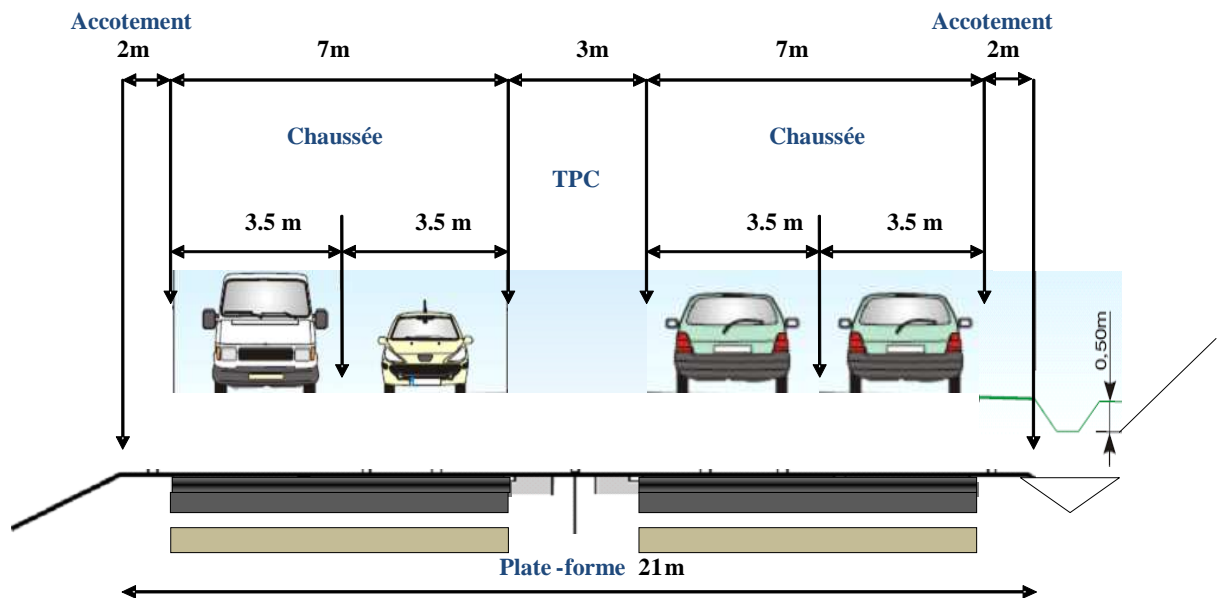 Accotement Accotement
2m 7m 3m 7m 2m
Chaussée Chaussée
TPC
3.5 m 3.5 m 3.5 m 3.5 m
0,50m
Plate -forme 21m